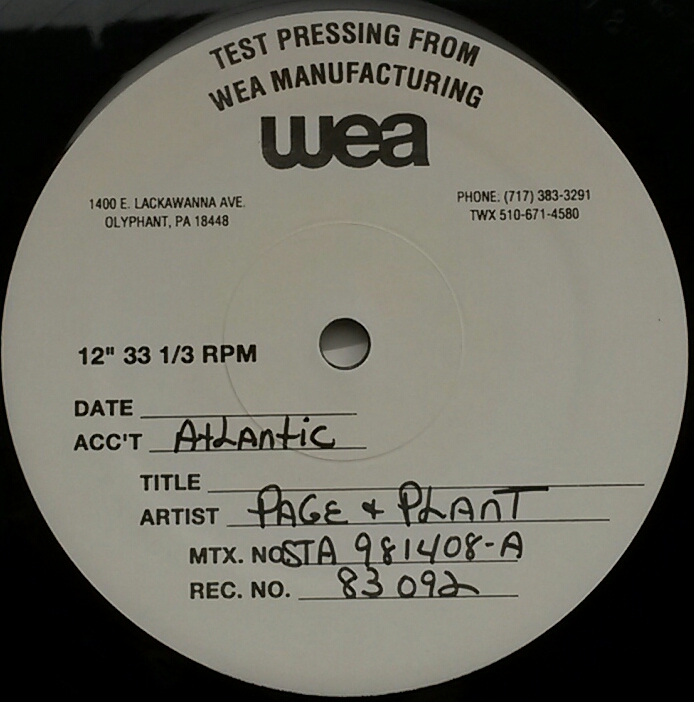 TEST PRESSING FROM
WEA MANUFACTURING
wea
1400 E. LACKAWANNA AVE.
OLYPHANT, PA 18448
PHONE: (717) 383-3291
TWX 510-671-4580
12" 33 1/3 RPM
DATE
ACC'T Atlantic
TITLE
ARTIST PAGE + PLANT
MTX. NO. STA 981408-A
REC. NO. 83092